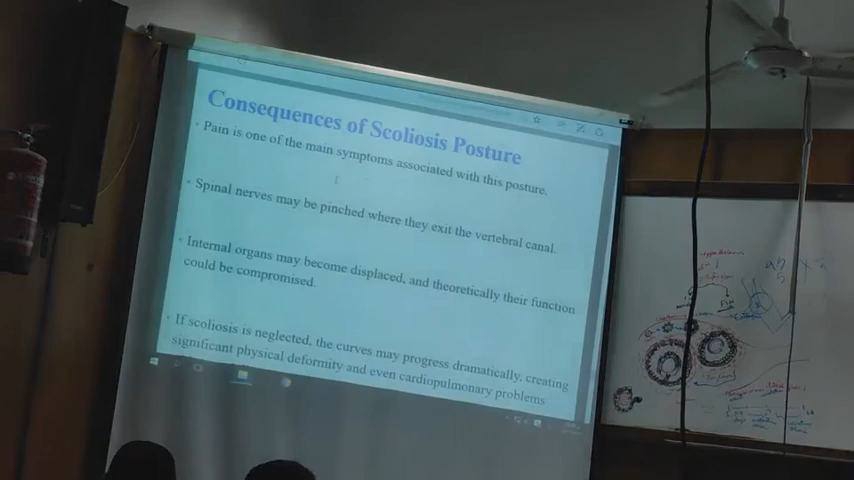 Consequences of Scoliosis Posture
Pain is one of the main symptoms associated with this posture.
Spinal nerves may be pinched where they exit the vertebral canal.
Internal organs may become displaced, and theoretically their function
could be compromised.
If scoliosis is neglected, the curves may progress dramatically, creating
significant physical deformity and even cardiopulmonary problems